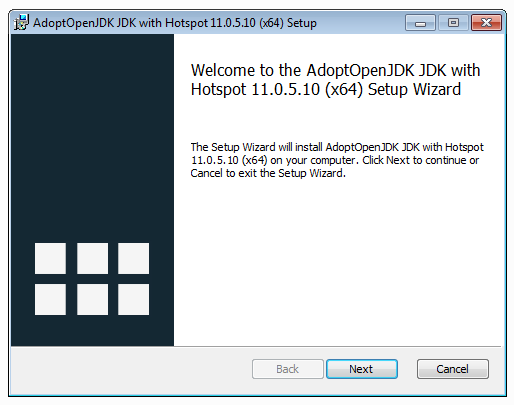 AdoptOpenJDK JDK with Hotspot 11.0.5.10 (x64) Setup
Welcome to the AdoptOpenJDK JDK with
Hotspot 11.0.5.10 (x64) Setup Wizard
The Setup Wizard will install AdoptOpenJDK JDK with Hotspot
11.0.5.10 (x64) on your computer. Click Next to continue or
Cancel to exit the Setup Wizard.
Back
Next
Cancel